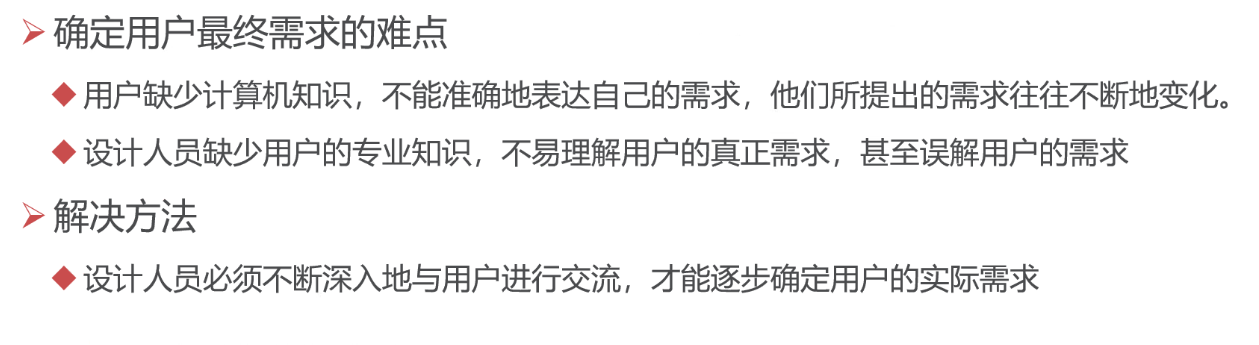 确定用户最终需求的难点
用户缺少计算机知识，不能准确地表达自己的需求，他们所提出的需求往往不断地变化。
设计人员缺少用户的专业知识，不易理解用户的真正需求，甚至误解用户的需求
解决方法
设计人员必须不断深入地与用户进行交流，才能逐步确定用户的实际需求